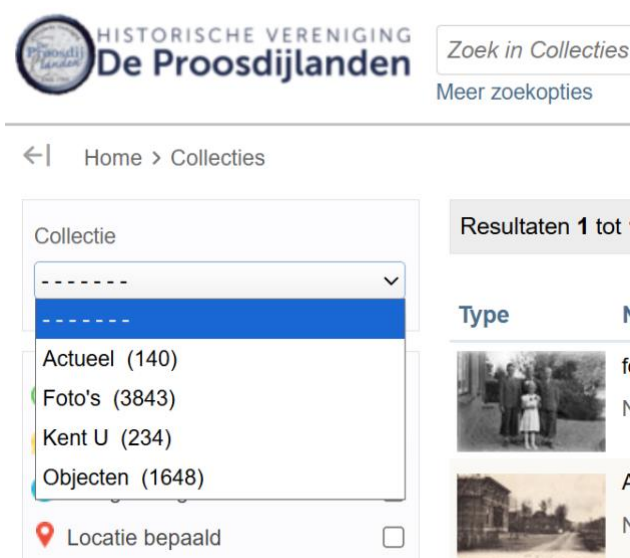 HISTORISCHE VERENIGING
De Proosdijlanden
Zoek in Collecties
Meer zoekopties
Home > Collecties
Collectie
- - - - - - -
- - - - - - -
Actueel (140)
Foto's (3843)
Kent U (234)
Objecten (1648)
Locatie bepaald
Resultaten 1 tot
Type